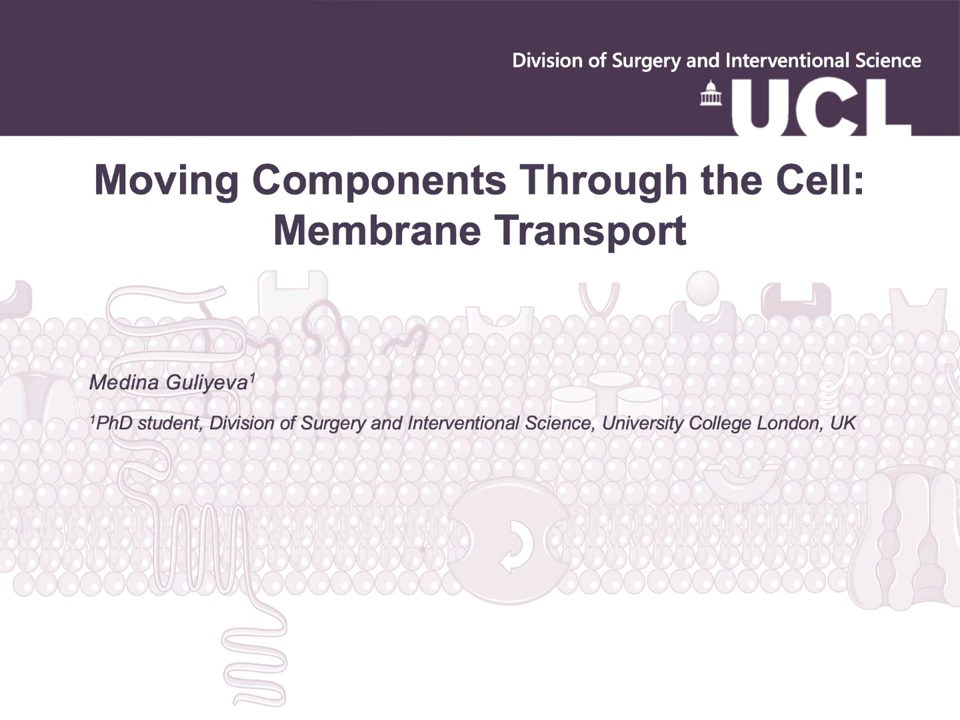 Division of Surgery and Interventional Science
UCL
Moving Components Through the Cell:
Membrane Transport
Medina Guliyeva¹
¹PhD student, Division of Surgery and Interventional Science, University College London, UK